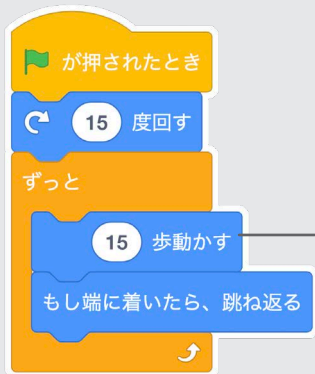 が押されたとき
15 度回す
ずっと
15 歩動かす
もし端に着いたら、跳ね返る